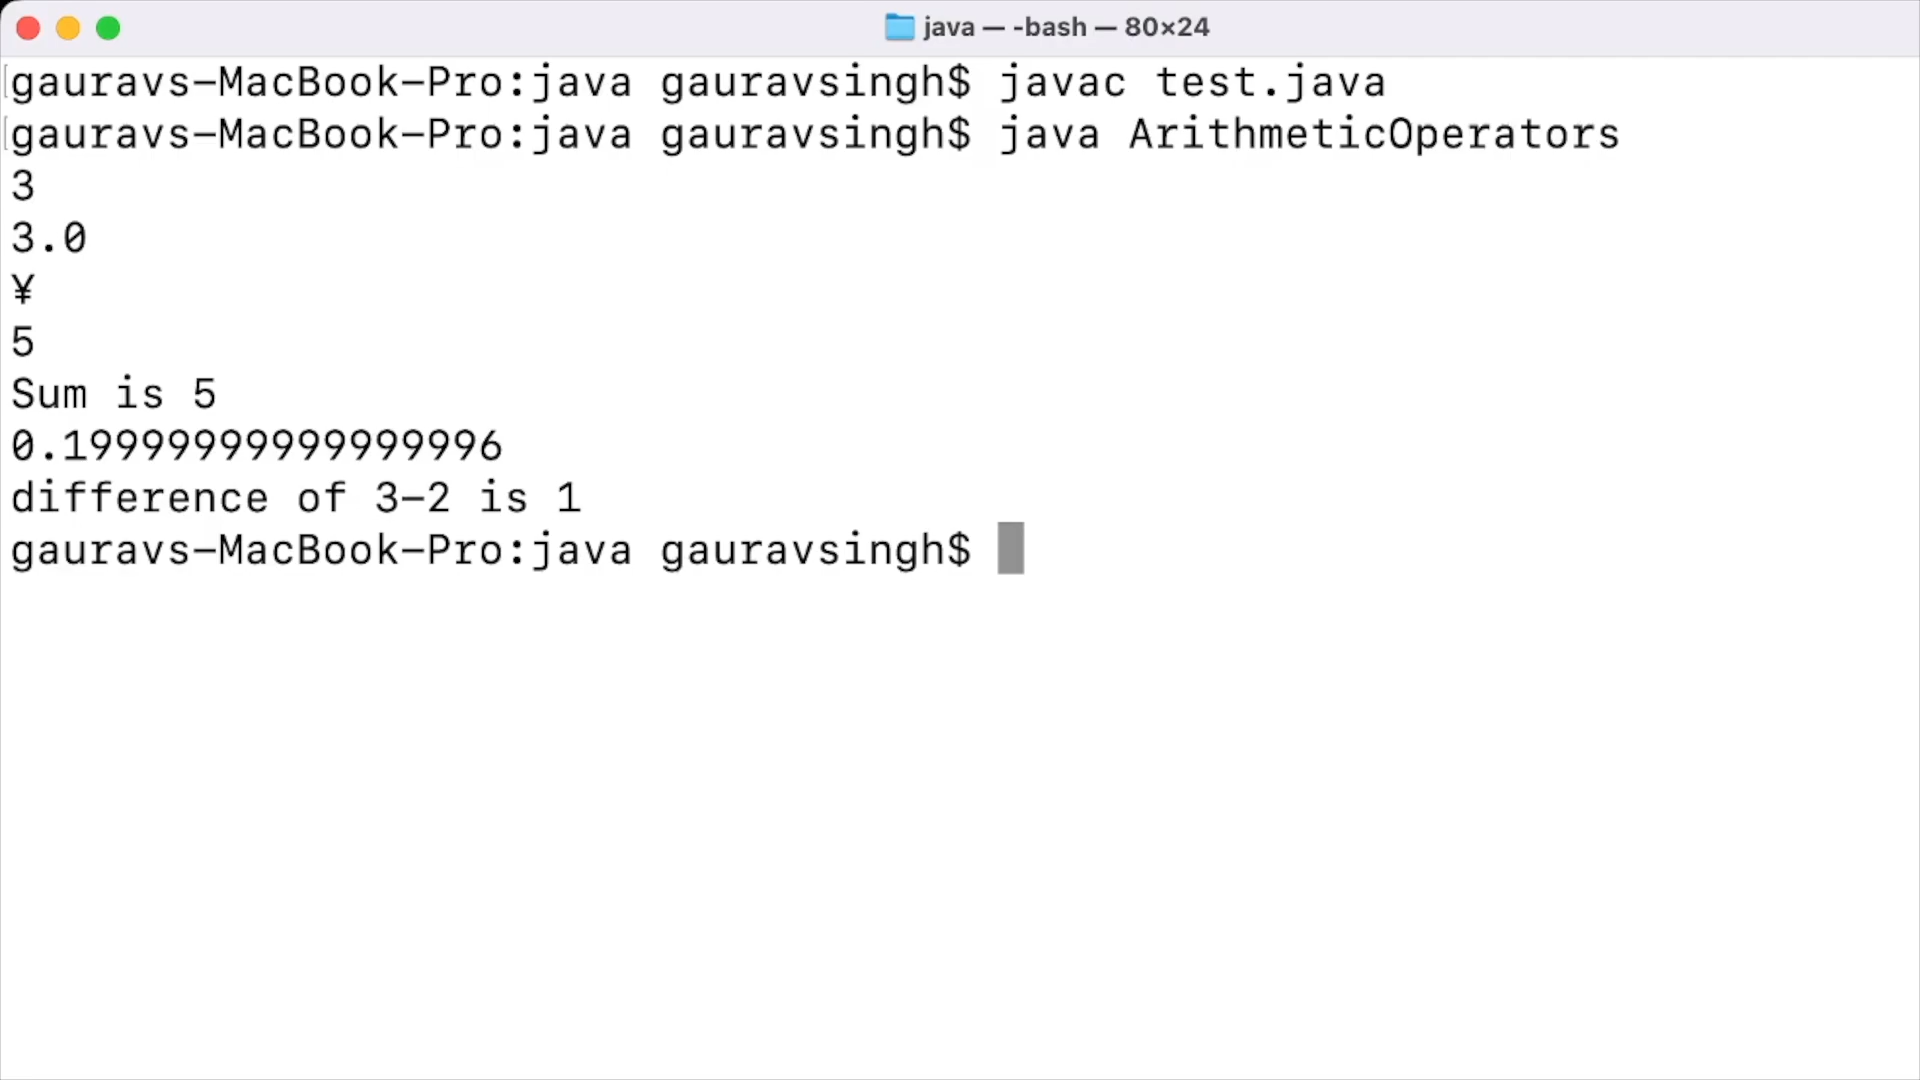 java — -bash — 80×24
gauravs-MacBook-Pro:java gauravsingh$ javac test.java
gauravs-MacBook-Pro:java gauravsingh$ java ArithmeticOperators
3
3.0
¥
5
Sum is 5
0.19999999999999996
difference of 3-2 is 1
gauravs-MacBook-Pro:java gauravsingh$